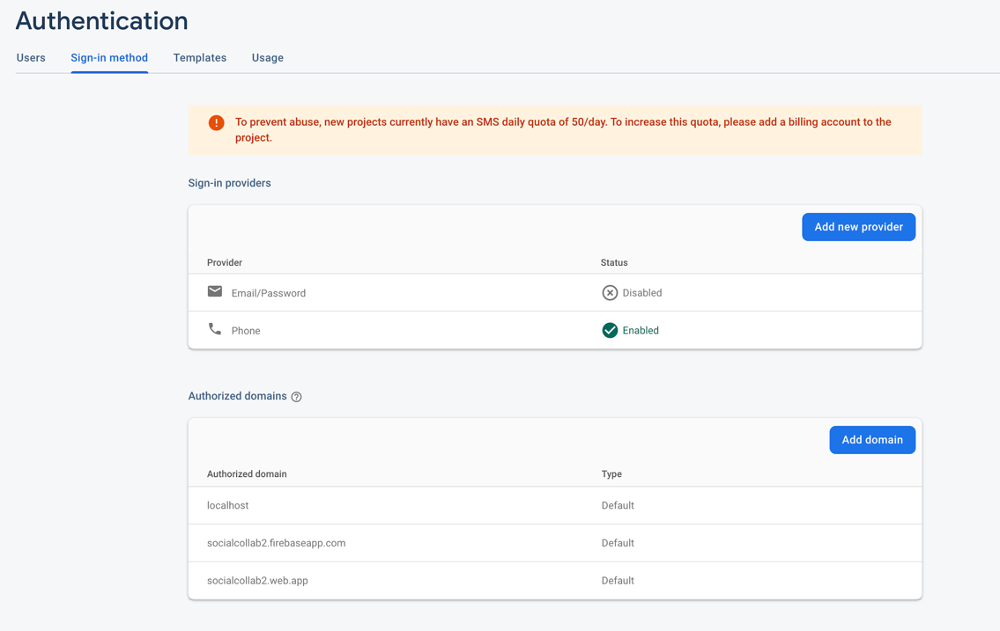 Authentication
Users Sign-in method Templates Usage
To prevent abuse, new projects currently have an SMS daily quota of 50/day. To increase this quota, please add a billing account to the
project.
Sign-in providers
Add new provider
Provider Status
Email/Password Disabled
Phone Enabled
Authorized domains
Add domain
Authorized domain Type
localhost Default
socialcollab2.firebaseapp.com Default
socialcollab2.web.app Default